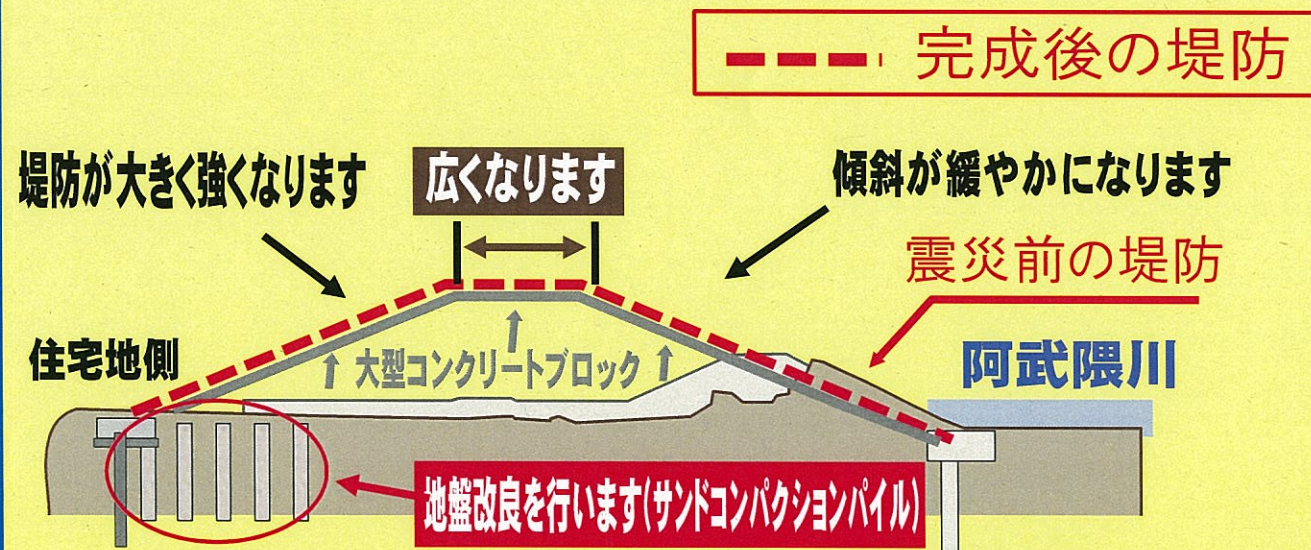 完成後の堤防
堤防が大きく強くなります
広くなります
傾斜が緩やかになります
震災前の堤防
住宅地側
大型コンクリートブロック
阿武隈川
地盤改良を行います(サンドコンパクションパイル)